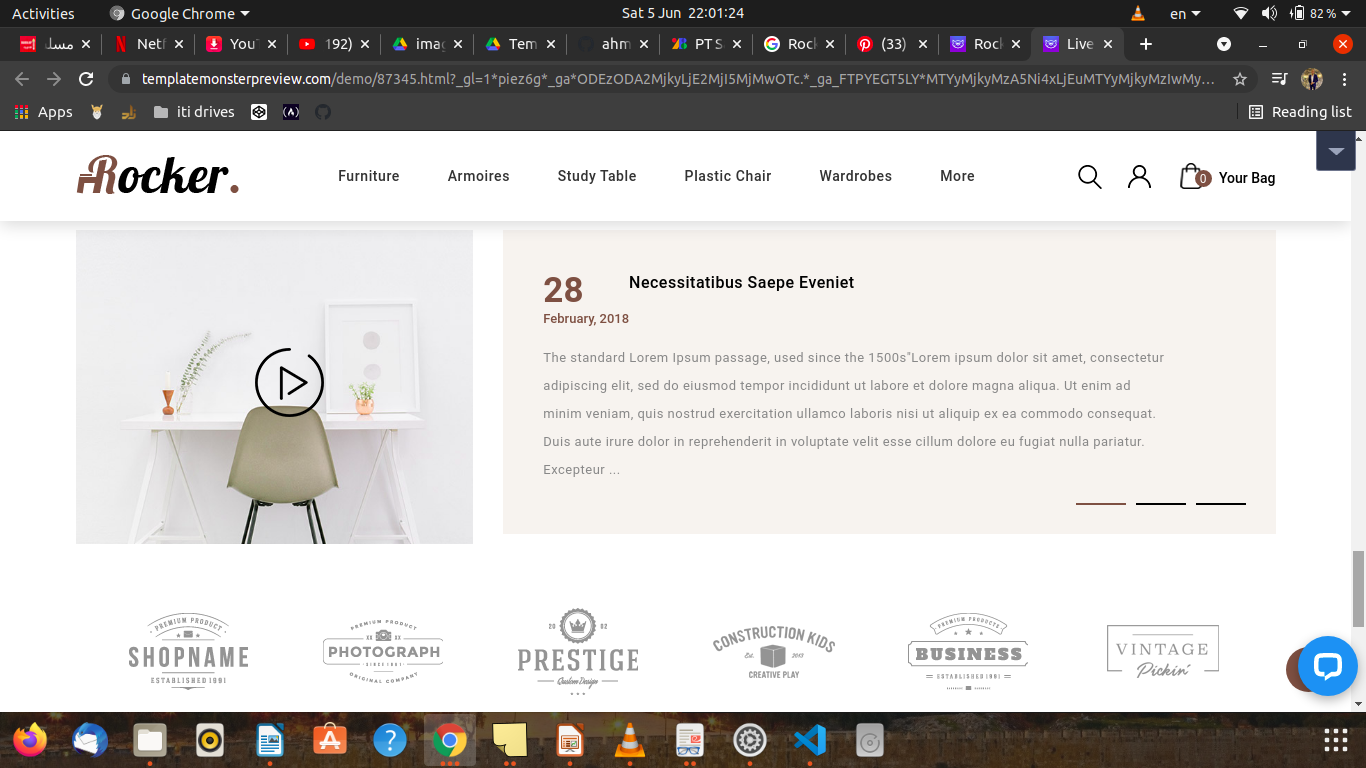 Activities Google Chrome Sat 5 Jun 22:01:24 en 82 %
مسل Netf YouT 192) imag Tem ahm PT S Rock (33) Rock Live
templatemonsterpreview.com/demo/87345.html?_gl=1*piez6g*_ga*ODEzODA2MjkyLjE2MjI5MjMwOTc.*_ga_FTPYEGT5LY*MTYyMjkyMzA5Ni4xLjEuMTYyMjkyMzIwMy...
Apps iti drives Reading list
Rocker. Furniture Armoires Study Table Plastic Chair Wardrobes More 0 Your Bag
28 Necessitatibus Saepe Eveniet
February, 2018
The standard Lorem Ipsum passage, used since the 1500s"Lorem ipsum dolor sit amet, consectetur
adipiscing elit, sed do eiusmod tempor incididunt ut labore et dolore magna aliqua. Ut enim ad
minim veniam, quis nostrud exercitation ullamco laboris nisi ut aliquip ex ea commodo consequat.
Duis aute irure dolor in reprehenderit in voluptate velit esse cillum dolore eu fugiat nulla pariatur.
Excepteur ...
PREMIUM PRODUCT
SHOPNAME
ESTABLISHED 1991
PREMIUM PRODUCT
XX XX
PHOTOGRAPH
SINCE 1981
ORIGINAL COMPANY
20 02
PRESTIGE
Qualim Design
CONSTRUCTION KIDS
Est. 2013
CREATIVE PLAY
PREMIUM PRODUCTS
BUSINESS
ESTABLISHED 1991
VINTAGE
Pickin'